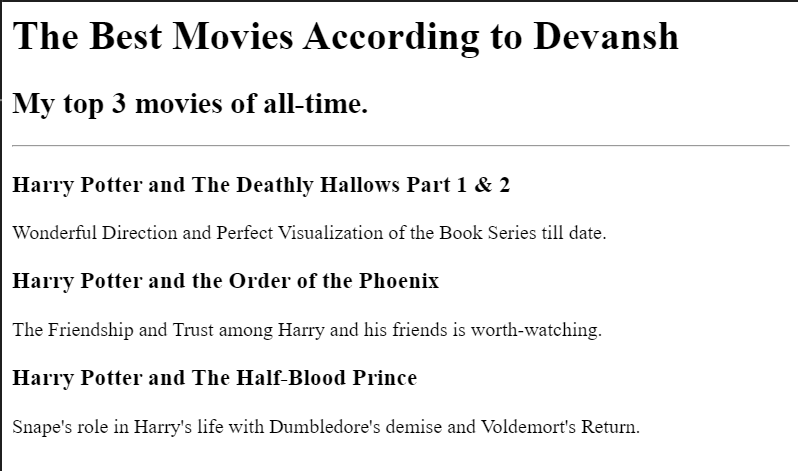 The Best Movies According to Devansh
My top 3 movies of all-time.
Harry Potter and The Deathly Hallows Part 1 & 2
Wonderful Direction and Perfect Visualization of the Book Series till date.
Harry Potter and the Order of the Phoenix
The Friendship and Trust among Harry and his friends is worth-watching.
Harry Potter and The Half-Blood Prince
Snape's role in Harry's life with Dumbledore's demise and Voldemort's Return.